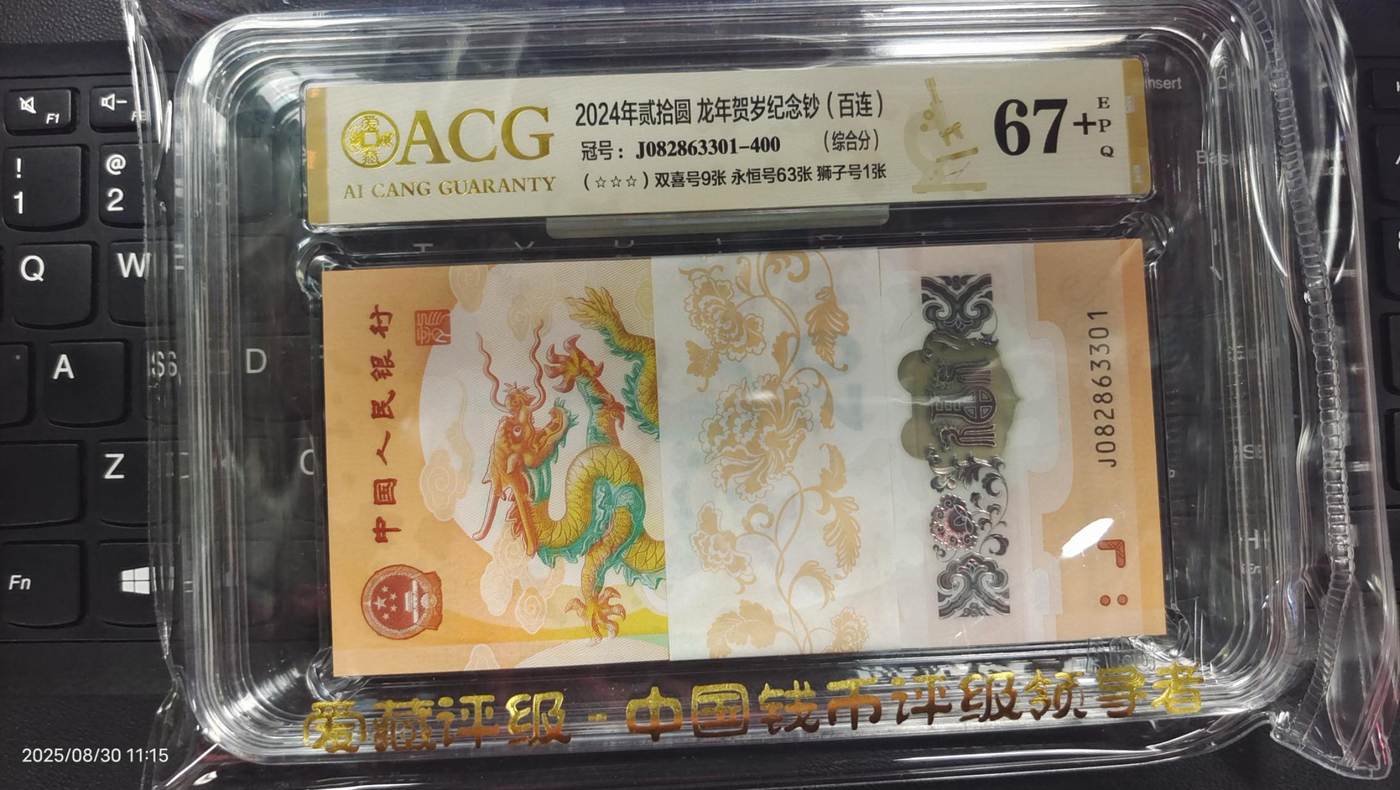 ACG
AI CANG GUARANTY
2024年贰拾圆 龙年贺岁纪念钞（百连）
冠号：J082863301-400 （综合分）
（☆☆☆）双喜号9张 永恒号63张 狮子号1张
67+
EPQ
中国人民银行
J082863301
爱藏评级-中国钱币评级领导者
F1
!
1
@
2
Q
W
A
D
Z
Fn
insert
2025/08/30 11:15